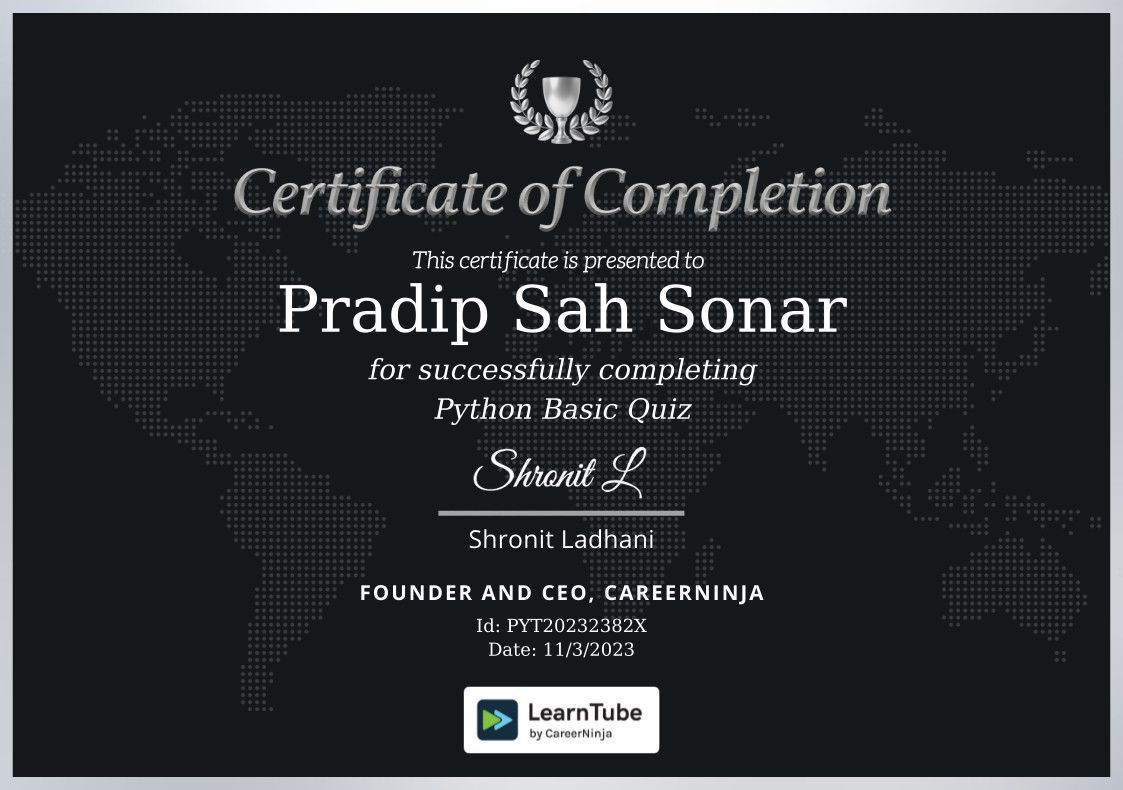 Certificate of Completion
This certificate is presented to
Pradip Sah Sonar
for successfully completing
Python Basic Quiz
Shronit L
Shronit Ladhani
FOUNDER AND CEO, CAREERNINJA
Id: PYT20232382X
Date: 11/3/2023
LearnTube
by CareerNinja